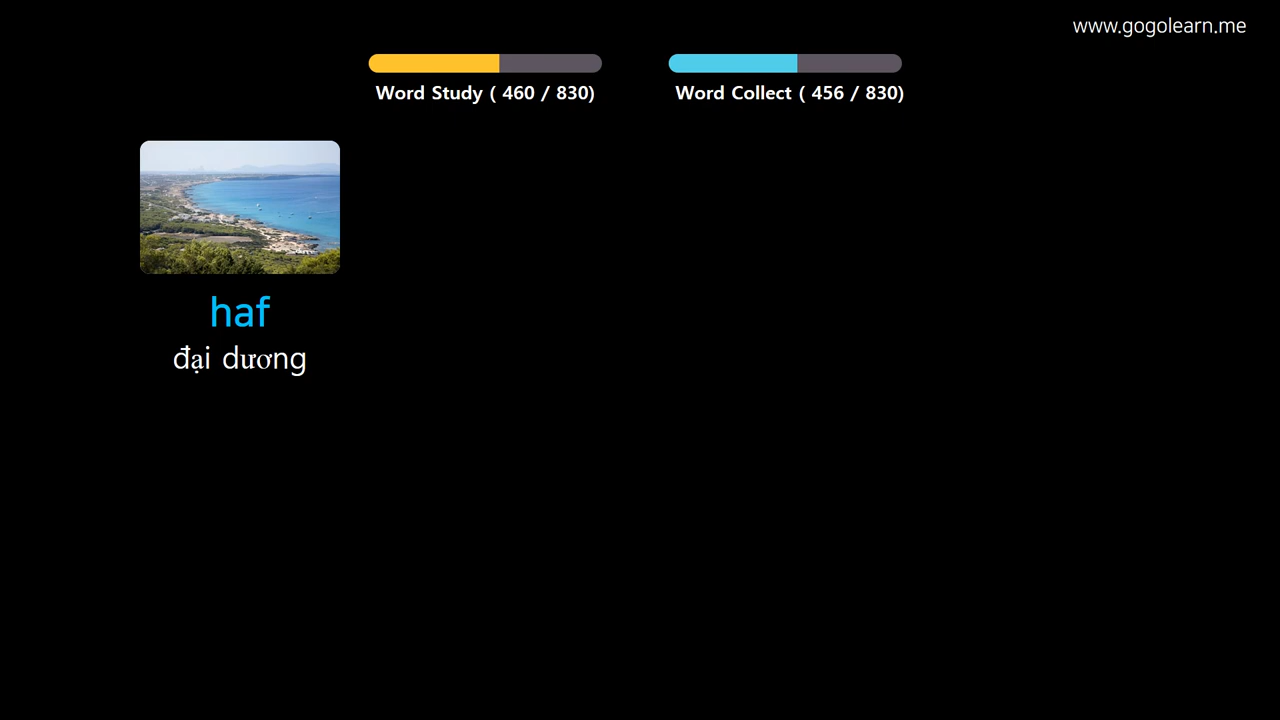 www.gogolearn.me
Word Study ( 460 / 830)
Word Collect ( 456 / 830)
haf
đại dương